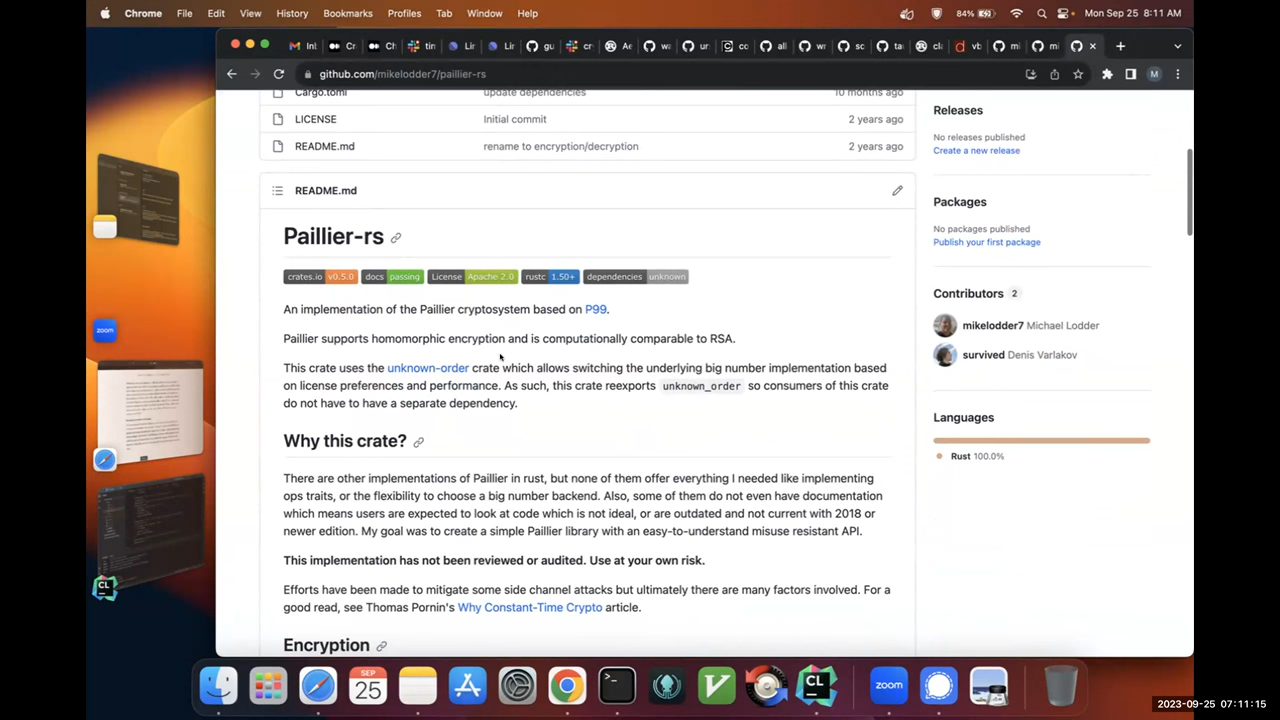 Chrome File Edit View History Bookmarks Profiles Tab Window Help 84% Mon Sep 25 8:11 AM
github.com/mikelodder7/paillier-rs M
Cargo.toml update dependencies 10 months ago
LICENSE Initial commit 2 years ago
README.md rename to encryption/decryption 2 years ago
README.md
Paillier-rs
crates.io v0.5.0 docs passing License Apache 2.0 rustc 1.50+ dependencies unknown
An implementation of the Paillier cryptosystem based on P99.
Paillier supports homomorphic encryption and is computationally comparable to RSA.
This crate uses the unknown-order crate which allows switching the underlying big number implementation based
on license preferences and performance. As such, this crate reexports unknown_order so consumers of this crate
do not have to have a separate dependency.
Why this crate?
There are other implementations of Paillier in rust, but none of them offer everything I needed like implementing
ops traits, or the flexibility to choose a big number backend. Also, some of them do not even have documentation
which means users are expected to look at code which is not ideal, or are outdated and not current with 2018 or
newer edition. My goal was to create a simple Paillier library with an easy-to-understand misuse resistant API.
This implementation has not been reviewed or audited. Use at your own risk.
Efforts have been made to mitigate some side channel attacks but ultimately there are many factors involved. For a
good read, see Thomas Pornin's Why Constant-Time Crypto article.
Encryption
Releases
No releases published
Create a new release
Packages
No packages published
Publish your first package
Contributors 2
mikelodder7 Michael Lodder
survived Denis Varlakov
Languages
Rust 100.0%
zoom
CL
SEP
25
CL
zoom
2023-09-25 07:11:15